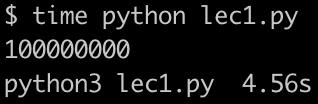 $ time python lec1.py
100000000
python3 lec1.py  4.56s